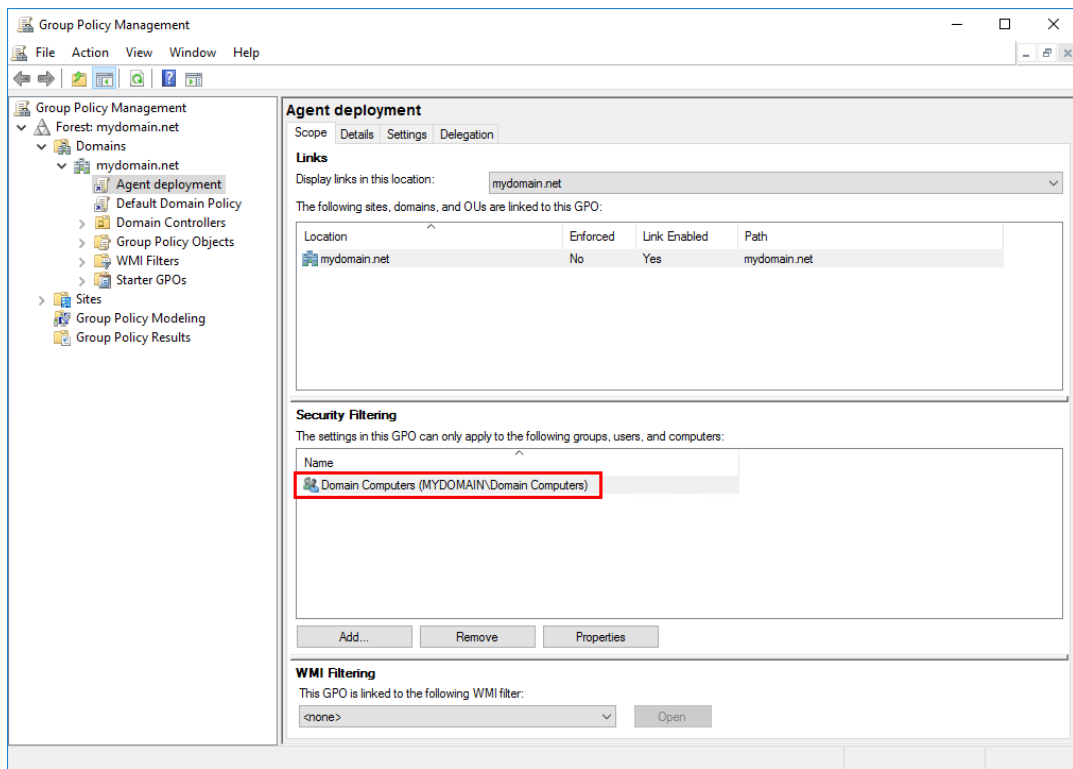 Group Policy Management
File Action View Window Help
Group Policy Management
Forest: mydomain.net
Domains
mydomain.net
Agent deployment
Default Domain Policy
Domain Controllers
Group Policy Objects
WMI Filters
Starter GPOs
Sites
Group Policy Modeling
Group Policy Results
Agent deployment
Scope Details Settings Delegation
Links
Display links in this location: mydomain.net
The following sites, domains, and OUs are linked to this GPO:
Location Enforced Link Enabled Path
mydomain.net No Yes mydomain.net
Security Filtering
The settings in this GPO can only apply to the following groups, users, and computers:
Name
Domain Computers (MYDOMAIN\Domain Computers)
Add... Remove Properties
WMI Filtering
This GPO is linked to the following WMI filter:
<none> Open